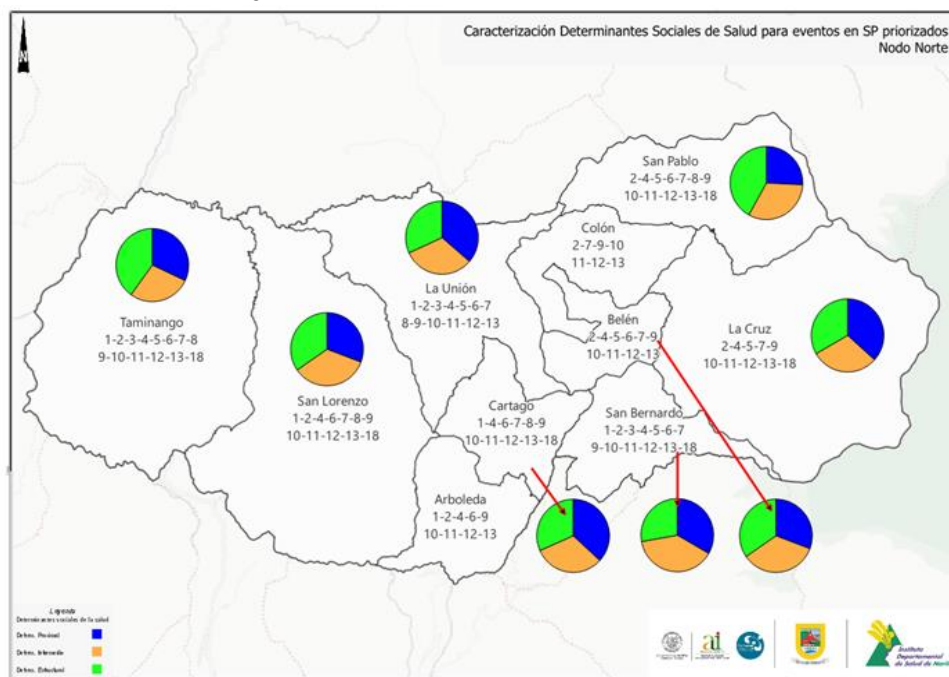 Caracterización Determinantes Sociales de Salud para eventos en SP priorizados
Nodo Norte
N
San Pablo
2-4-5-6-7-8-9
10-11-12-13-18
Colón
2-7-9-10
11-12-13
La Unión
1-2-3-4-5-6-7
8-9-10-11-12-13
Taminango
1-2-3-4-5-6-7-8
9-10-11-12-13-18
Belén
2-4-5-6-7-9
10-11-12-13
La Cruz
2-4-5-7-9
10-11-12-13-18
San Lorenzo
1-2-4-6-7-8-9
10-11-12-13-18
Cartago
1-4-6-7-8-9
10-11-12-13-18
San Bernardo
1-2-3-4-5-6-7
9-10-11-12-13-18
Arboleda
1-2-4-6-9
10-11-12-13
Leyenda
Determinantes sociales de la salud
ai
Instituto
Departamental
de Salud de Nariño